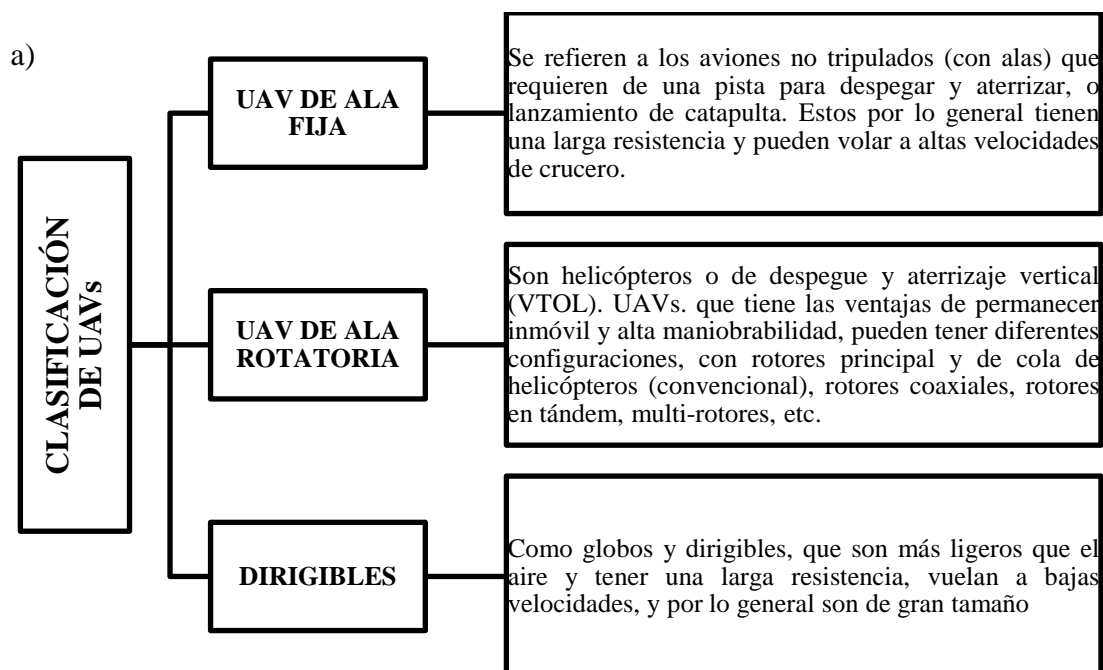 a)
CLASIFICACIÓN
DE UAVs
UAV DE ALA
FIJA
Se refieren a los aviones no tripulados (con alas) que
requieren de una pista para despegar y aterrizar, o
lanzamiento de catapulta. Estos por lo general tienen
una larga resistencia y pueden volar a altas velocidades
de crucero.
UAV DE ALA
ROTATORIA
Son helicópteros o de despegue y aterrizaje vertical
(VTOL). UAVs. que tiene las ventajas de permanecer
inmóvil y alta maniobrabilidad, pueden tener diferentes
configuraciones, con rotores principal y de cola de
helicópteros (convencional), rotores coaxiales, rotores
en tándem, multi-rotores, etc.
DIRIGIBLES
Como globos y dirigibles, que son más ligeros que el
aire y tener una larga resistencia, vuelan a bajas
velocidades, y por lo general son de gran tamaño